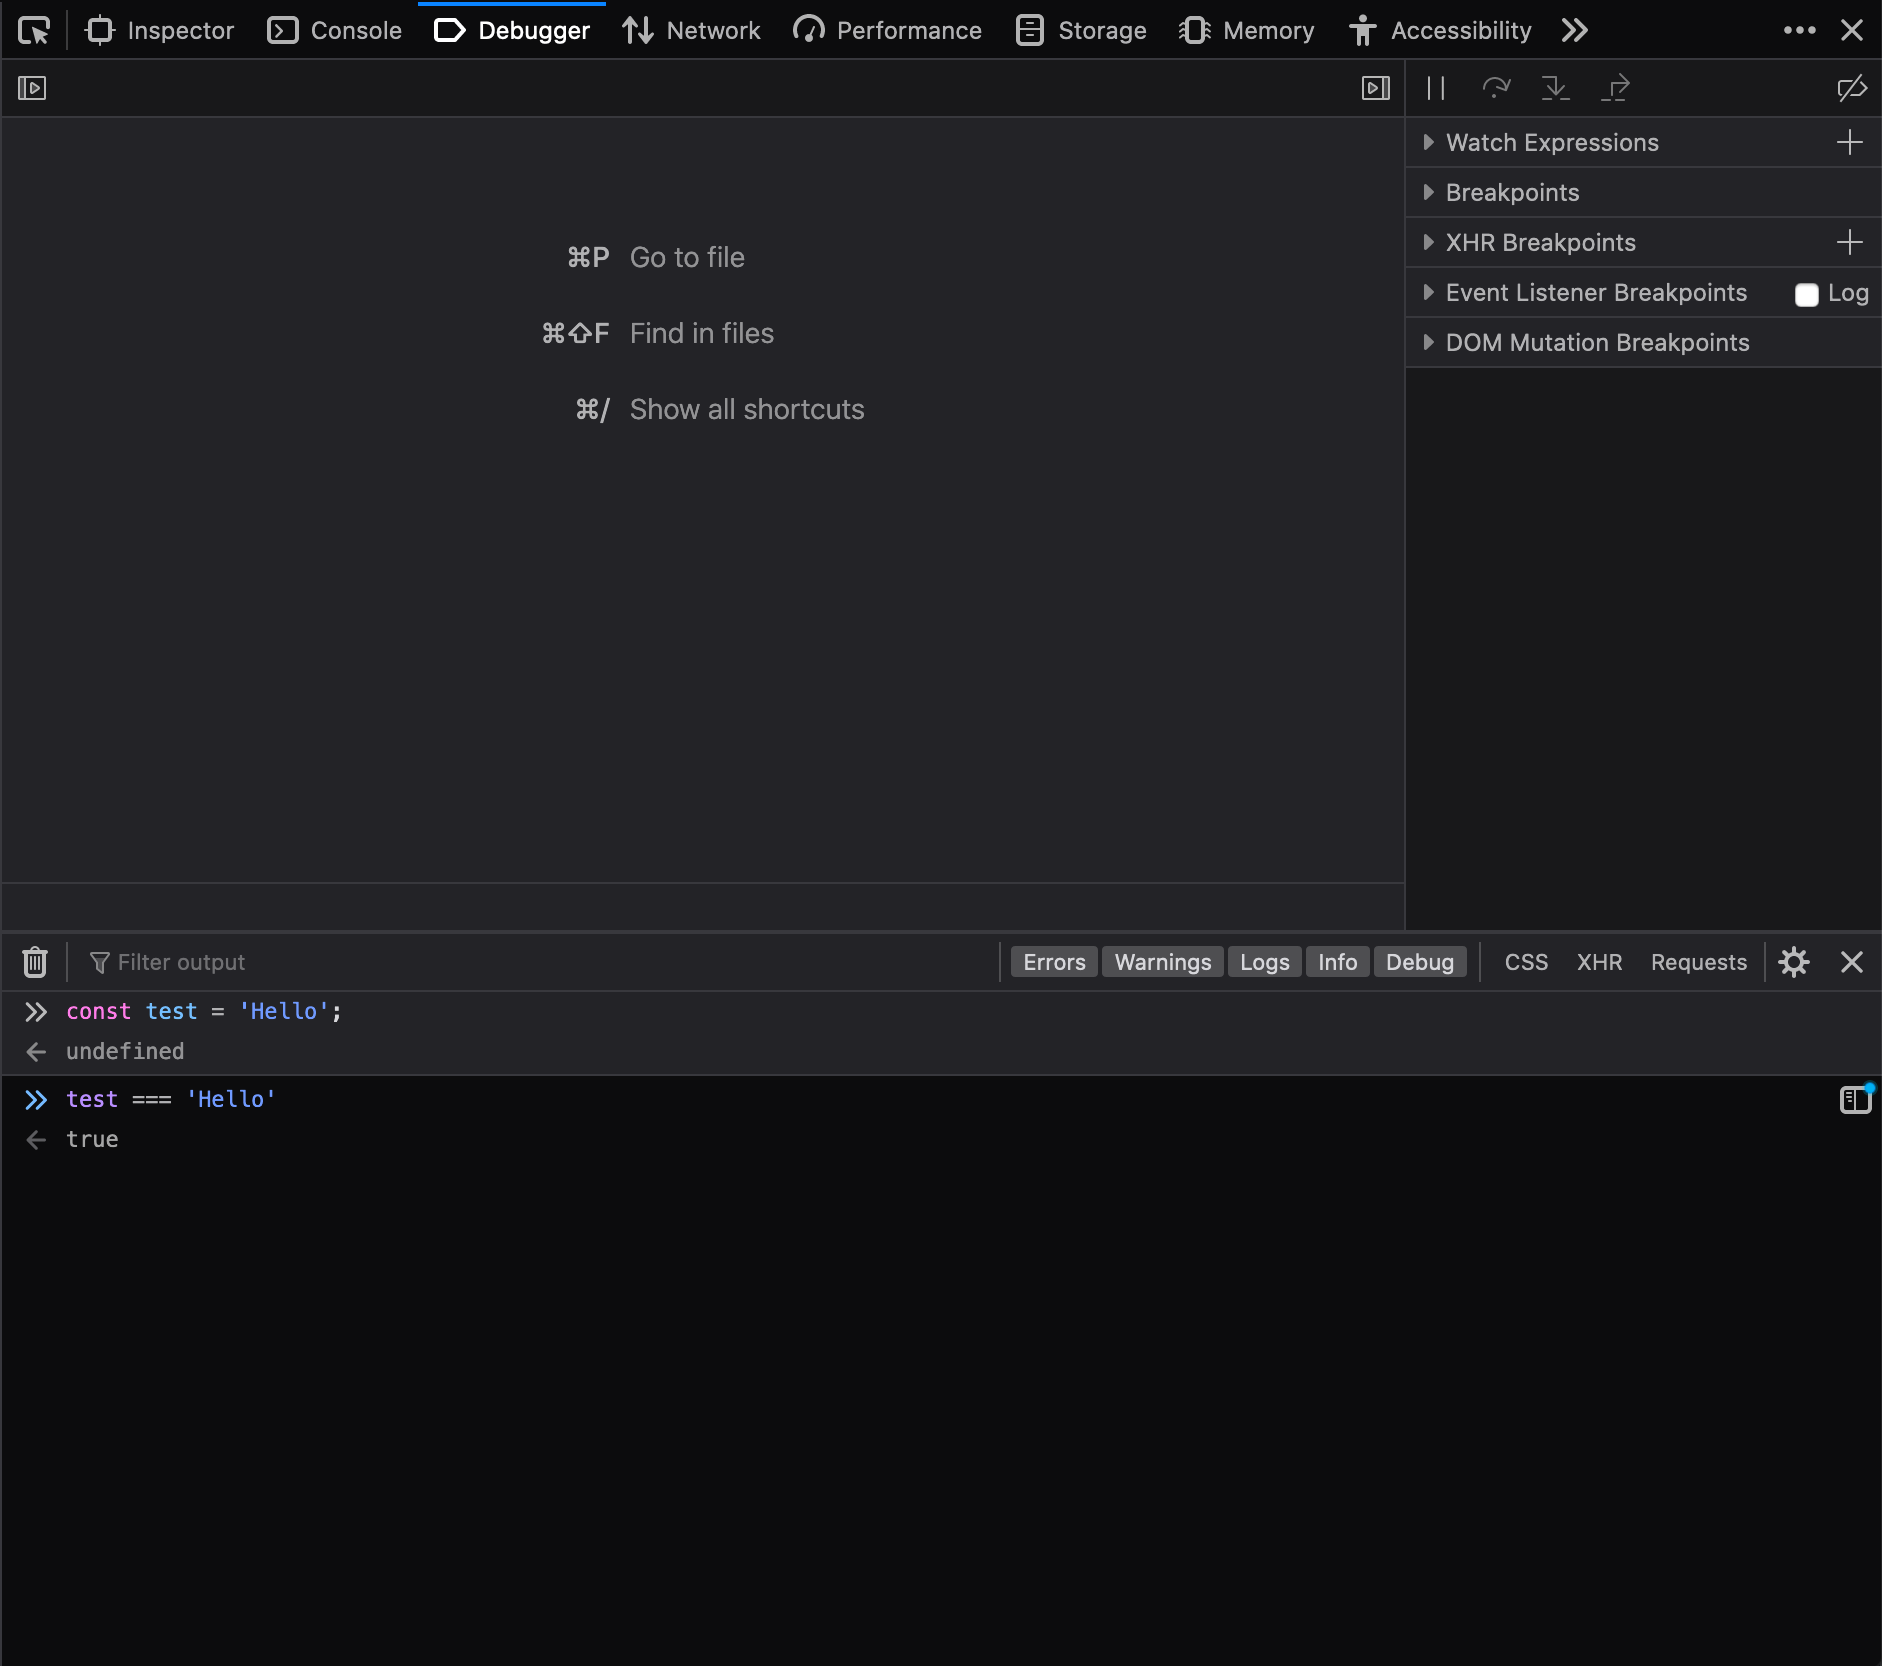 Inspector Console Debugger Network Performance Storage Memory Accessibility
Watch Expressions
Breakpoints
XHR Breakpoints
Event Listener Breakpoints Log
DOM Mutation Breakpoints
⌘P Go to file
⌘⇧F Find in files
⌘/ Show all shortcuts
Filter output Errors Warnings Logs Info Debug CSS XHR Requests
const test = 'Hello';
undefined
test === 'Hello'
true